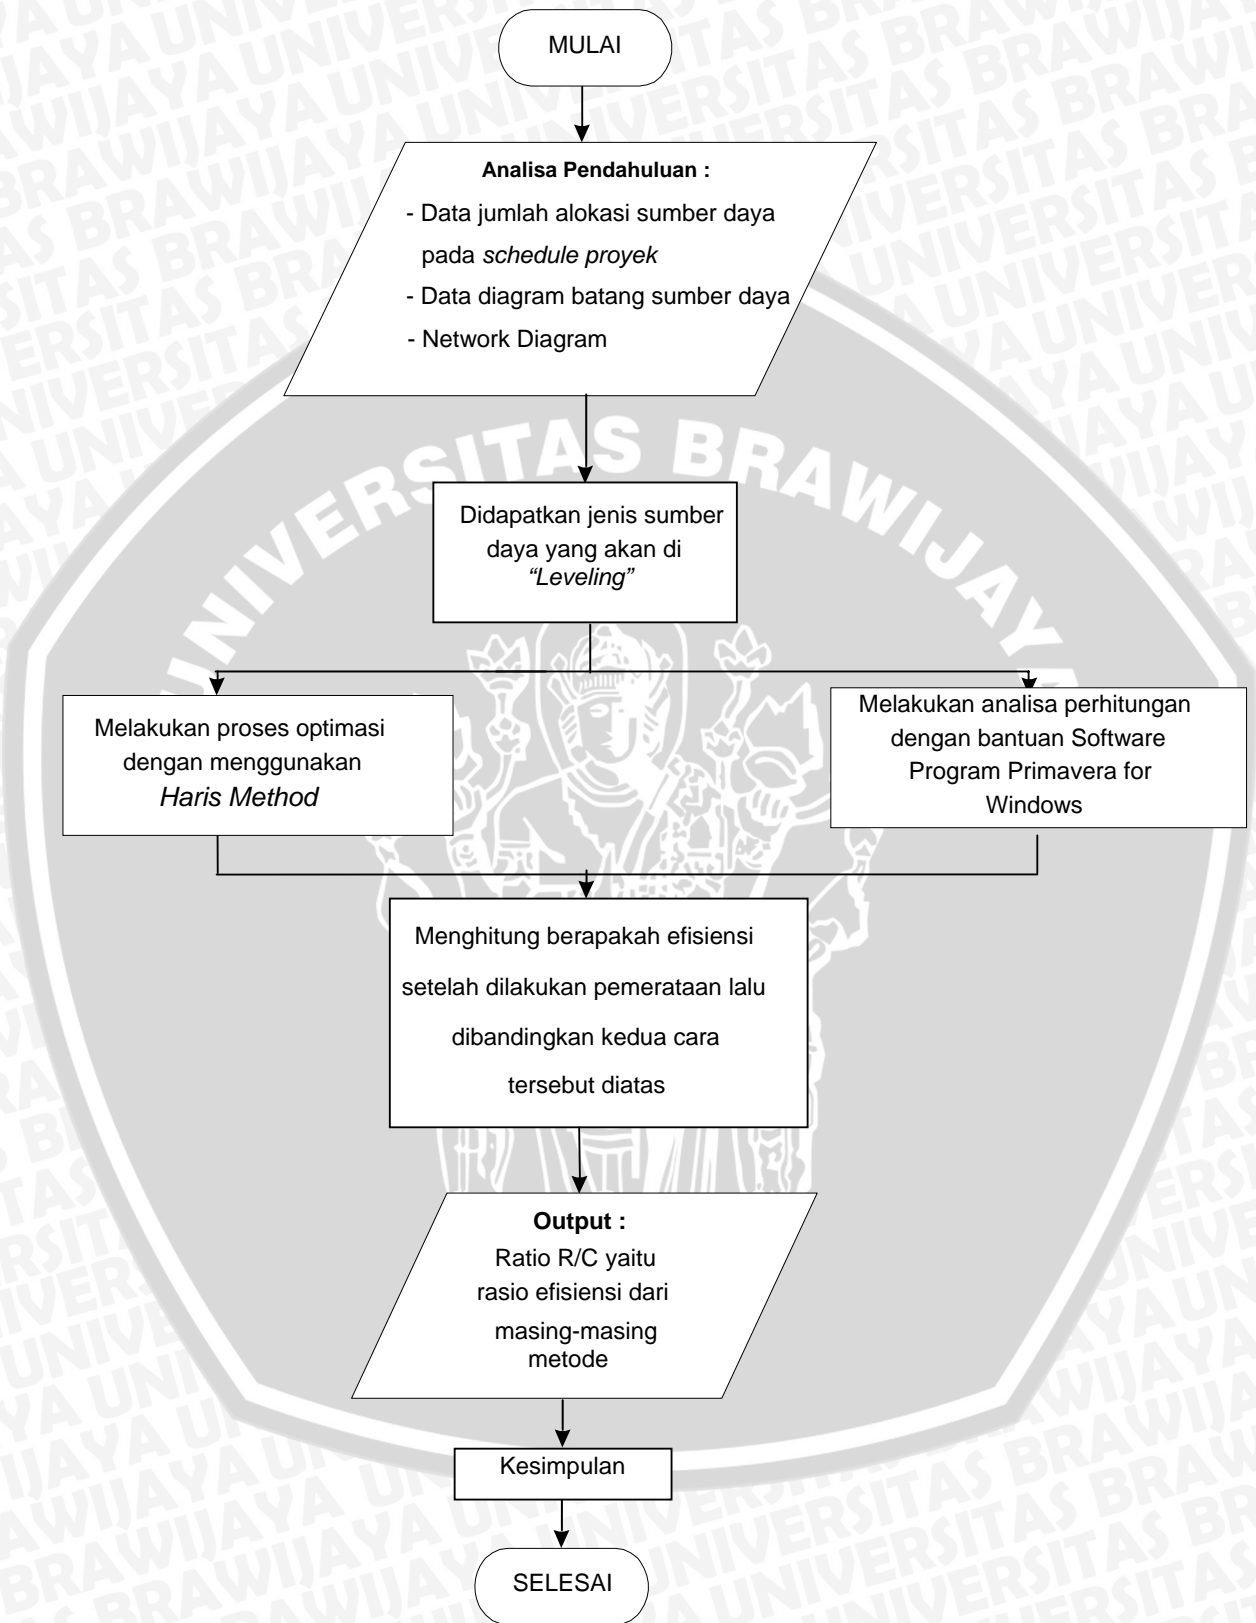 MULAI
Analisa Pendahuluan :
- Data jumlah alokasi sumber daya
pada schedule proyek
- Data diagram batang sumber daya
- Network Diagram
UNIVERSITAS BRAWIJAYA
Didapatkan jenis sumber
daya yang akan di
“Leveling”
Melakukan proses optimasi
dengan menggunakan
Haris Method
Melakukan analisa perhitungan
dengan bantuan Software
Program Primavera for
Windows
Menghitung berapakah efisiensi
setelah dilakukan pemerataan lalu
dibandingkan kedua cara
tersebut diatas
Output :
Ratio R/C yaitu
rasio efisiensi dari
masing-masing
metode
Kesimpulan
SELESAI